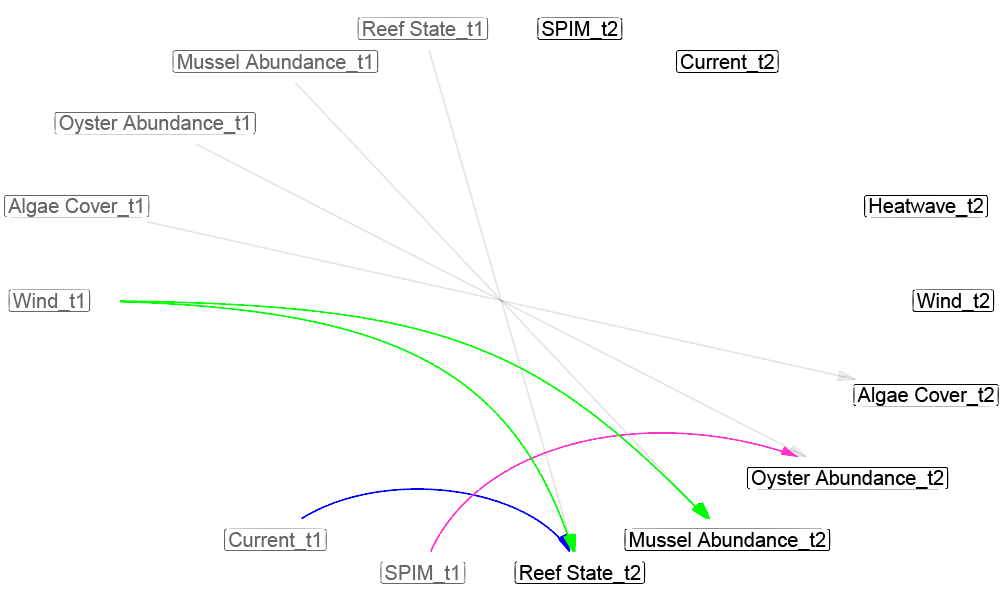 Reef State_t1
SPIM_t2
Mussel Abundance_t1
Current_t2
Oyster Abundance_t1
Algae Cover_t1
Heatwave_t2
Wind_t1
Wind_t2
Algae Cover_t2
Oyster Abundance_t2
Current_t1
Mussel Abundance_t2
SPIM_t1
Reef State_t2